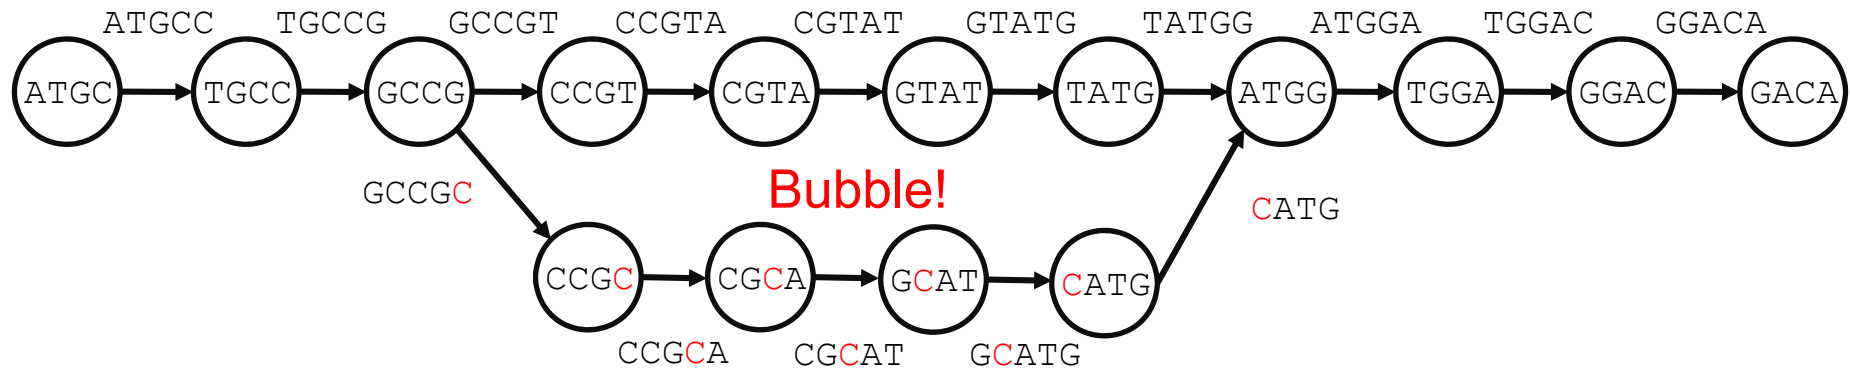 ATGCC TGCCG GCCGT CCGTA CGTAT GTATG TATGG ATGGA TGGAC GGACA
ATGC TGCC GCCG CCGT CGTA GTAT TATG ATGG TGGA GGAC GACA
GCCGC Bubble! CATG
CCGC CGCA GCAT CATG
CCGCA CGCAT GCATG